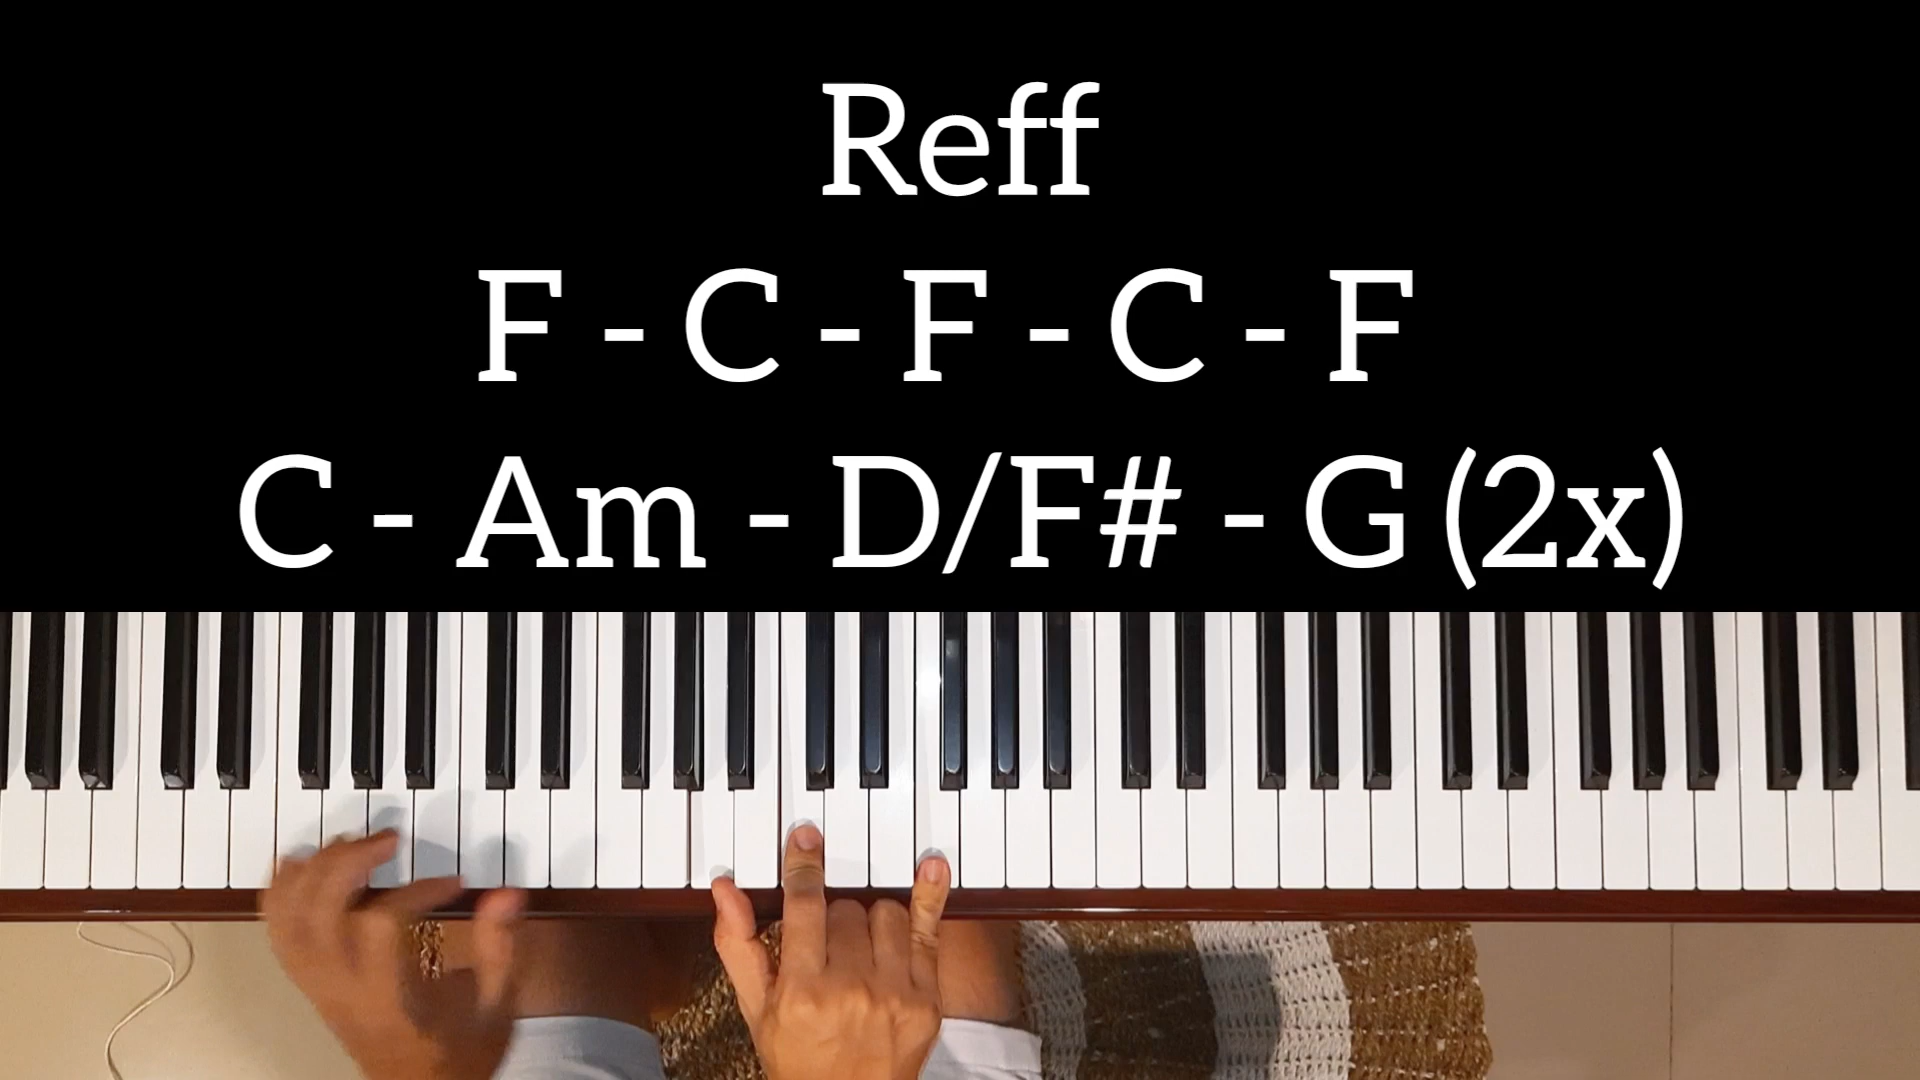 Reff
F - C - F - C - F
C - Am - D/F# - G (2x)